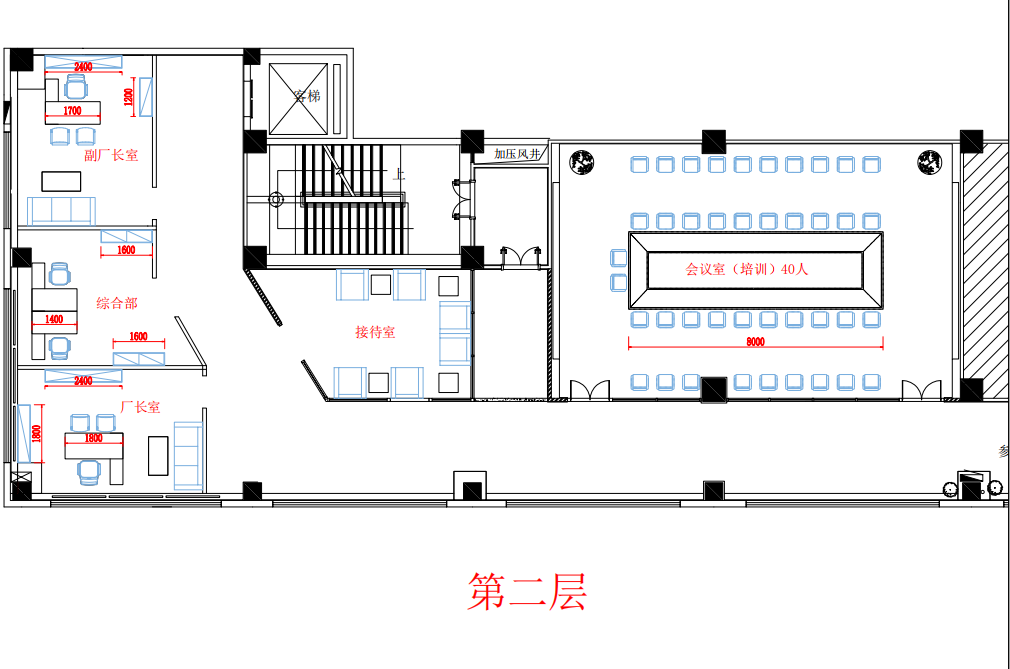 2400
客梯
1200
1700
加压风井
副厂长室
上
1600
会议室（培训）40人
综合部
1400
接待室
1600
8000
2400
厂长室
1800
1800
第二层